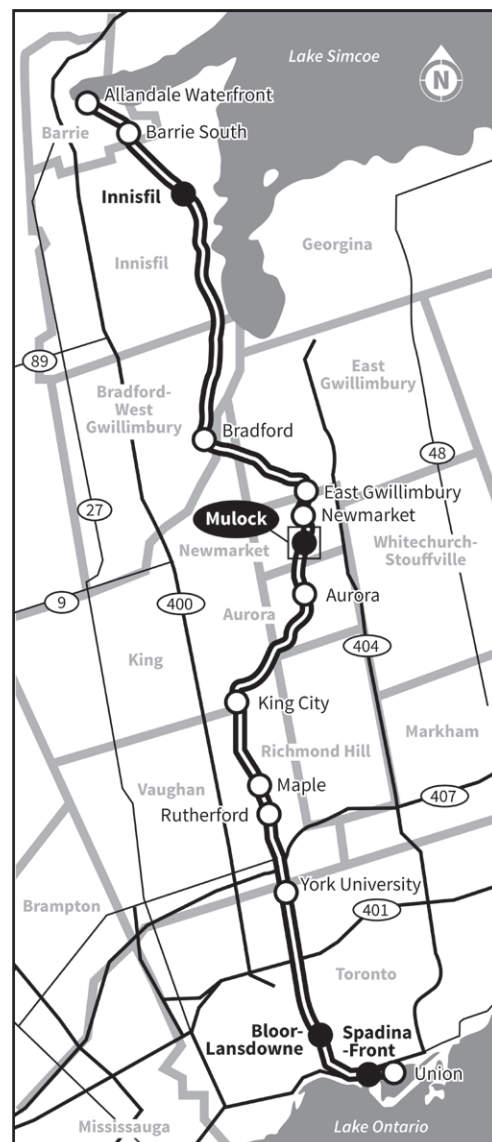 Lake Simcoe
N
Allandale Waterfront
Barrie
Barrie South
Innisfil
Georgina
Innisfil
89
East
Gwillimbury
Bradford-
West
Gwillimbury
Bradford
48
East Gwillimbury
27
Newmarket
Mulock
Newmarket
Whitechurch-
Stouffville
9
400
Aurora
Aurora
404
King
King City
Markham
Richmond Hill
Maple
Vaughan
407
Rutherford
York University
Brampton
401
Toronto
Bloor-
Lansdowne
Spadina
-Front
Union
Mississauga
Lake Ontario